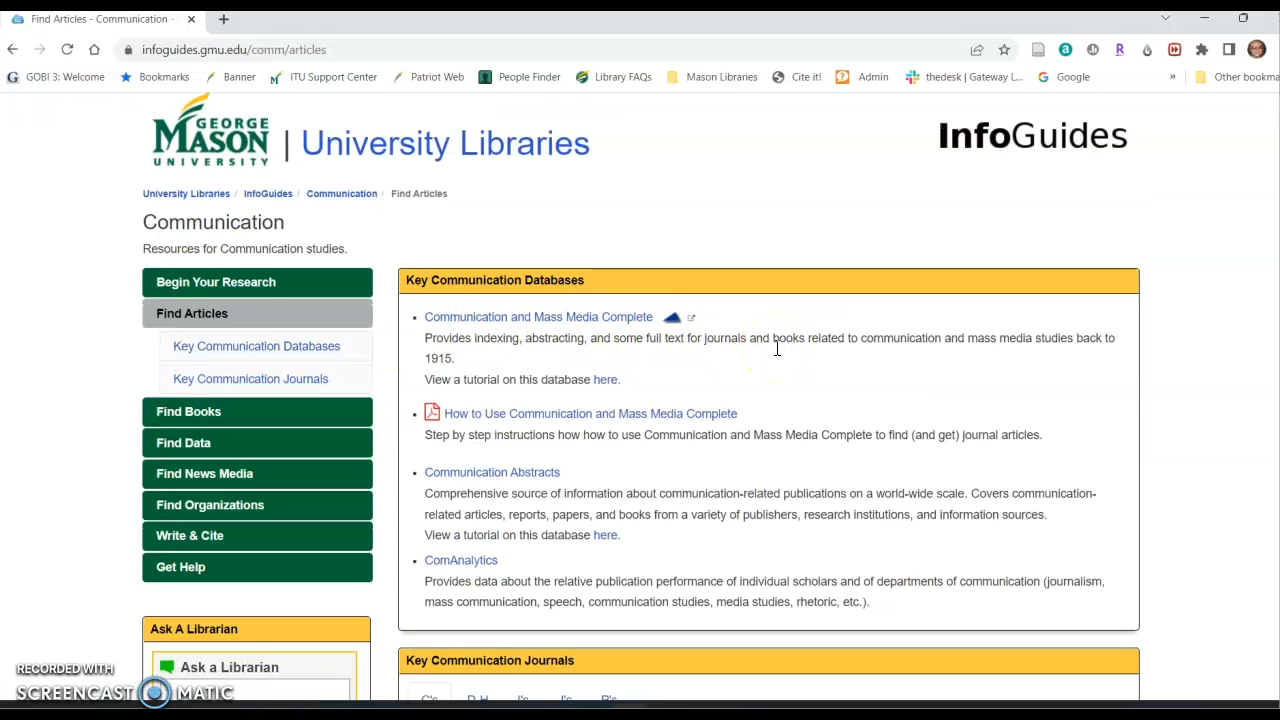 Find Articles - Communication -
infoguides.gmu.edu/comm/articles
GOBI 3: Welcome
Bookmarks
Banner
ITU Support Center
Patriot Web
People Finder
Library FAQs
Mason Libraries
Cite it!
Admin
thedesk | Gateway L...
Google
»
Other bookma
GEORGE
MASON
UNIVERSITY
| University Libraries
InfoGuides
University Libraries / InfoGuides / Communication / Find Articles
Communication
Resources for Communication studies.
Begin Your Research
Find Articles
Key Communication Databases
Key Communication Journals
Find Books
Find Data
Find News Media
Find Organizations
Write & Cite
Get Help
Ask A Librarian
Ask a Librarian
Key Communication Databases
Communication and Mass Media Complete
Provides indexing, abstracting, and some full text for journals and books related to communication and mass media studies back to
1915.
View a tutorial on this database here.
How to Use Communication and Mass Media Complete
Step by step instructions how how to use Communication and Mass Media Complete to find (and get) journal articles.
Communication Abstracts
Comprehensive source of information about communication-related publications on a world-wide scale. Covers communication-
related articles, reports, papers, and books from a variety of publishers, research institutions, and information sources.
View a tutorial on this database here.
ComAnalytics
Provides data about the relative publication performance of individual scholars and of departments of communication (journalism,
mass communication, speech, communication studies, media studies, rhetoric, etc.).
Key Communication Journals
RECORDED WITH
SCREENCAST MATIC